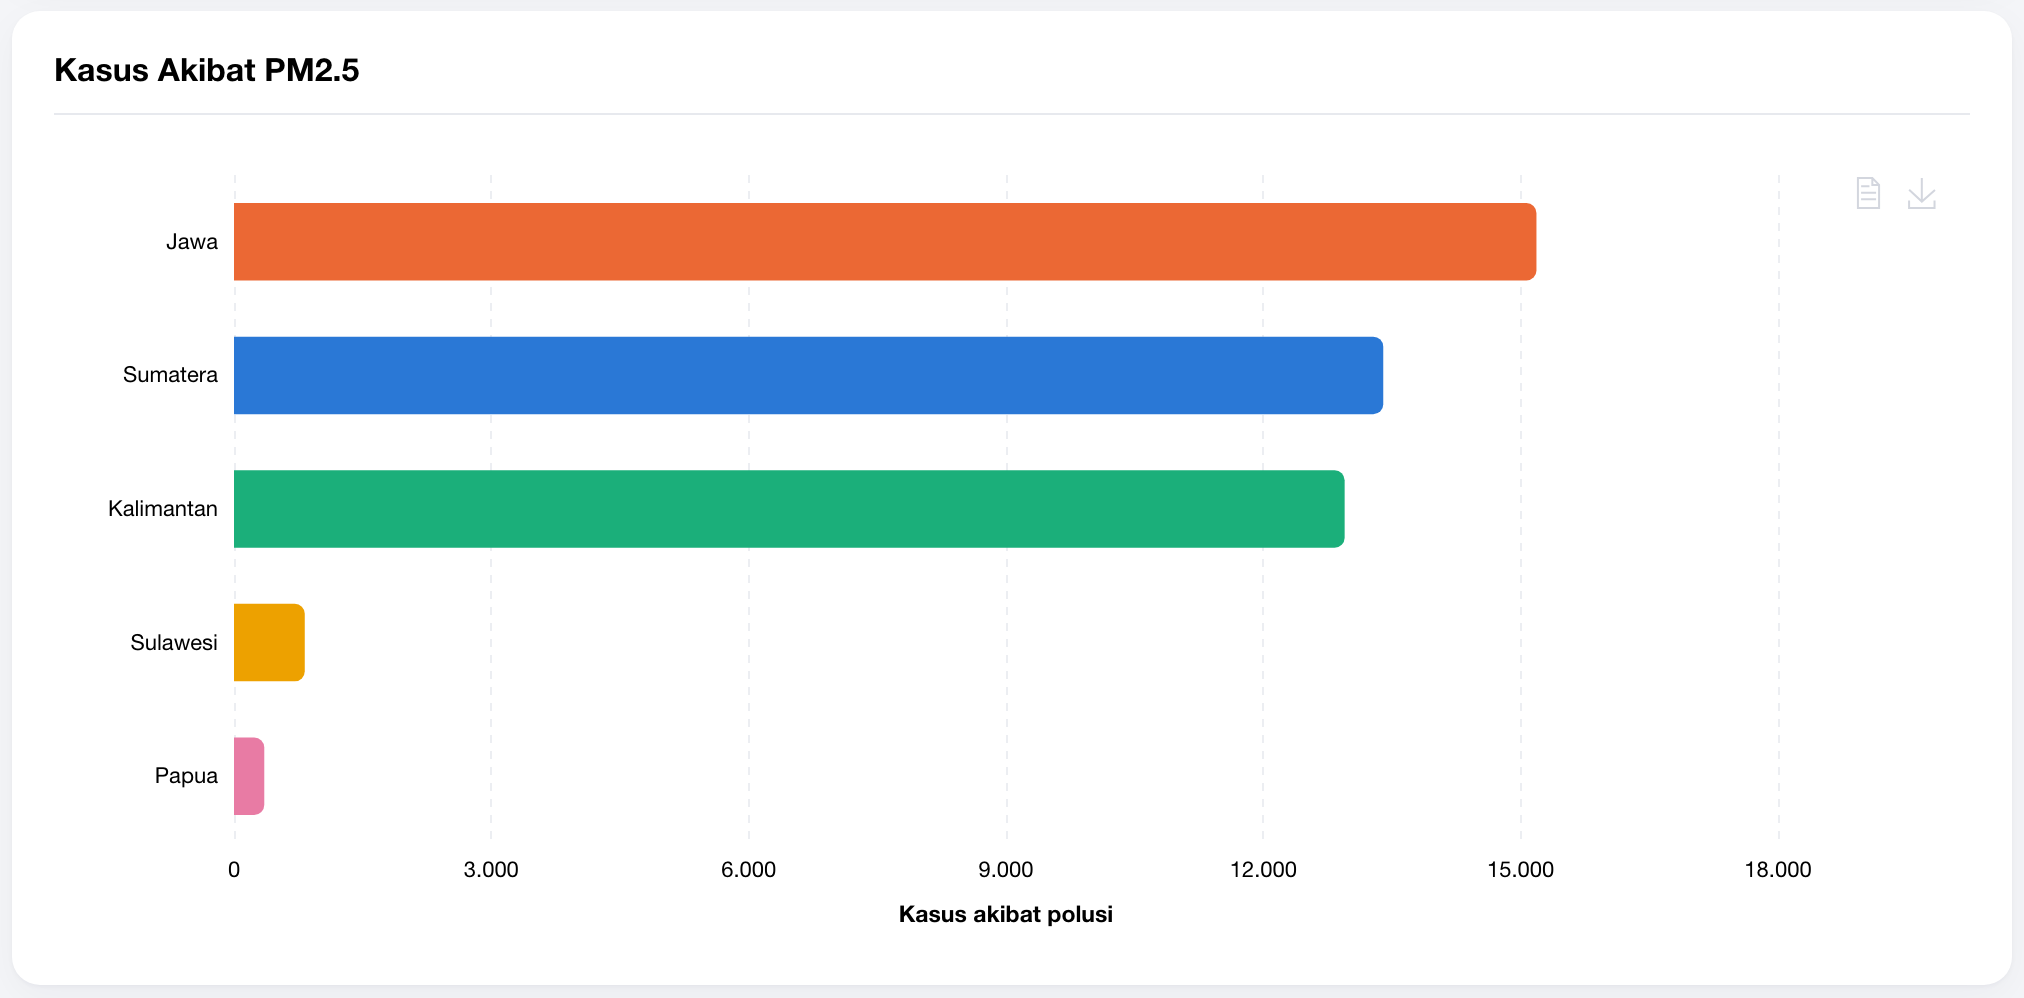 Kasus Akibat PM2.5
Jawa
Sumatera
Kalimantan
Sulawesi
Papua
0 3.000 6.000 9.000 12.000 15.000 18.000
Kasus akibat polusi